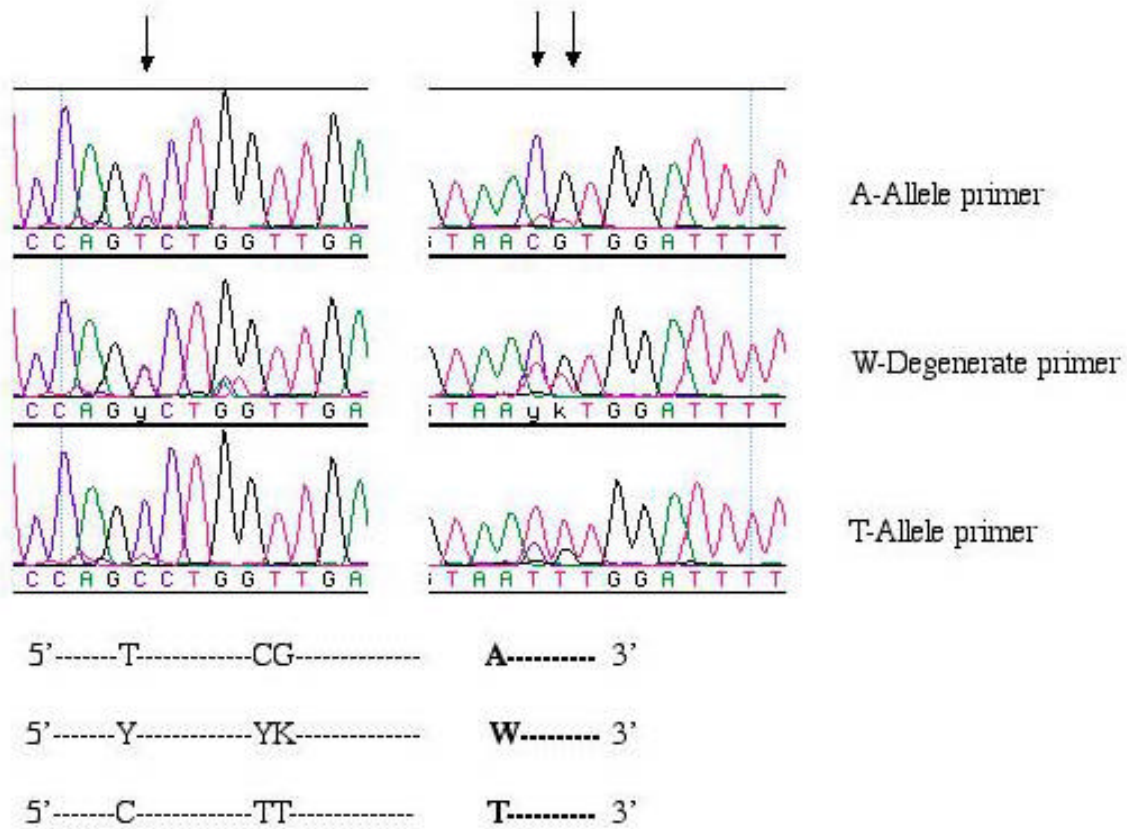 C C A G T C T G G T T G A G T A A C G T G G A T T T T A-Allele primer
C C A G y C T G G T T G A G T A A y k T G G A T T T T W-Degenerate primer
C C A G C C T G G T T G A G T A A T T T G G A T T T T T-Allele primer
5’------T-----------CG------------ A---------- 3’
5’------Y-----------YK------------ W--------- 3’
5’------C-----------TT------------- T---------- 3’